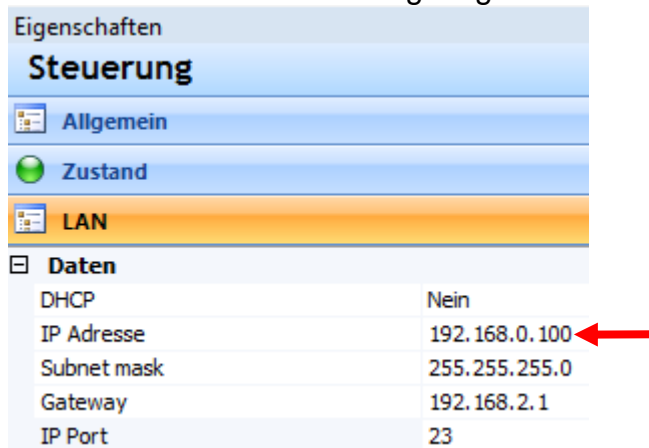 Eigenschaften
Steuerung
Allgemein
Zustand
LAN
Daten
DHCP Nein
IP Adresse 192.168.0.100
Subnet mask 255.255.255.0
Gateway 192.168.2.1
IP Port 23